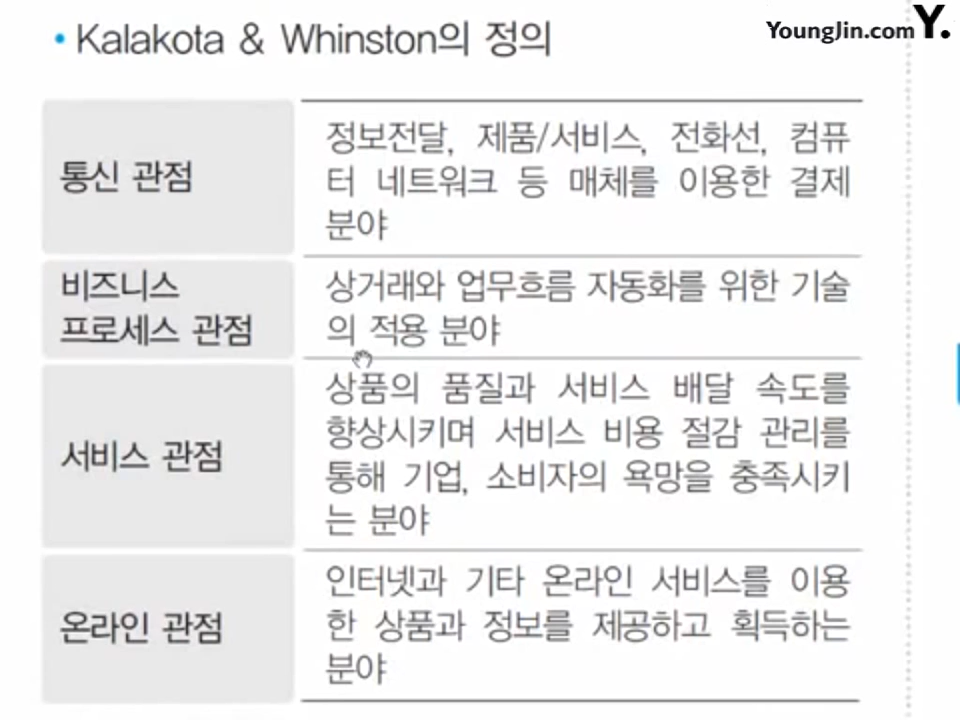 • Kalakota & Whinston의 정의
YoungJin.com Y.
통신 관점
정보전달, 제품/서비스, 전화선, 컴퓨
터 네트워크 등 매체를 이용한 결제
분야
비즈니스
프로세스 관점
상거래와 업무흐름 자동화를 위한 기술
의 적용 분야
서비스 관점
상품의 품질과 서비스 배달 속도를
향상시키며 서비스 비용 절감 관리를
통해 기업, 소비자의 욕망을 충족시키
는 분야
온라인 관점
인터넷과 기타 온라인 서비스를 이용
한 상품과 정보를 제공하고 획득하는
분야